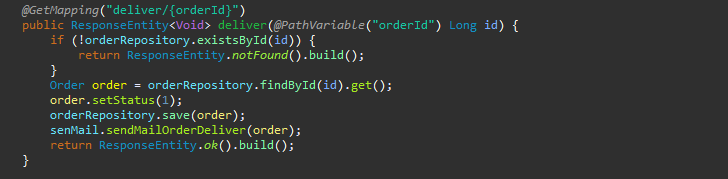 @GetMapping("deliver/{orderId}")
public ResponseEntity<Void> deliver(@PathVariable("orderId") Long id) {
    if (!orderRepository.existsById(id)) {
        return ResponseEntity.notFound().build();
    }
    Order order = orderRepository.findById(id).get();
    order.setStatus(1);
    orderRepository.save(order);
    senMail.sendMailOrderDeliver(order);
    return ResponseEntity.ok().build();
}